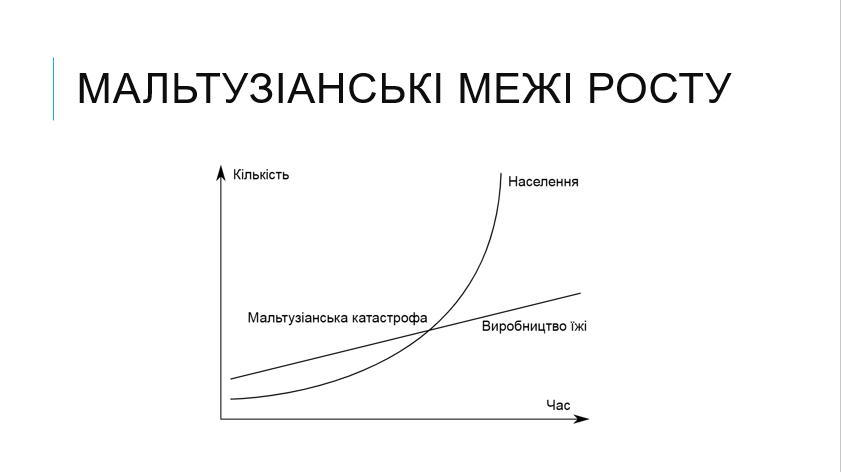 МАЛЬТУЗІАНСЬКІ МЕЖІ РОСТУ
Кількість
Населення
Мальтузіанська катастрофа
Виробництво їжі
Час